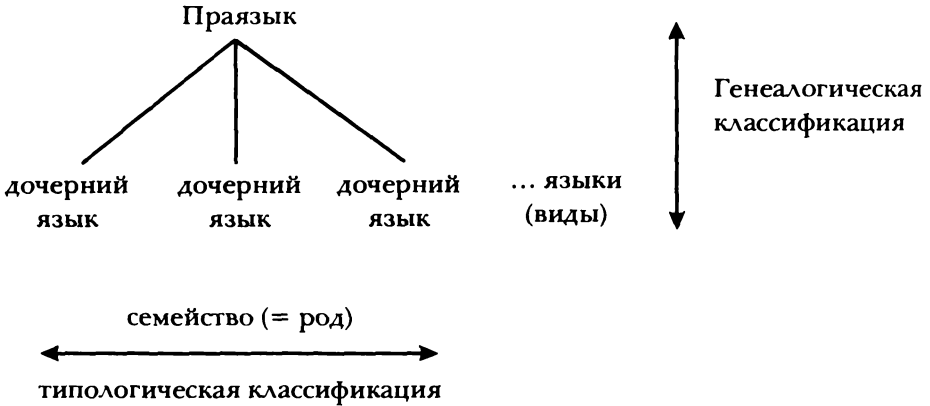 Праязык
Генеалогическая
классификация
дочерний
язык
дочерний
язык
дочерний
язык
... языки
(виды)
семейство (= род)
типологическая классификация